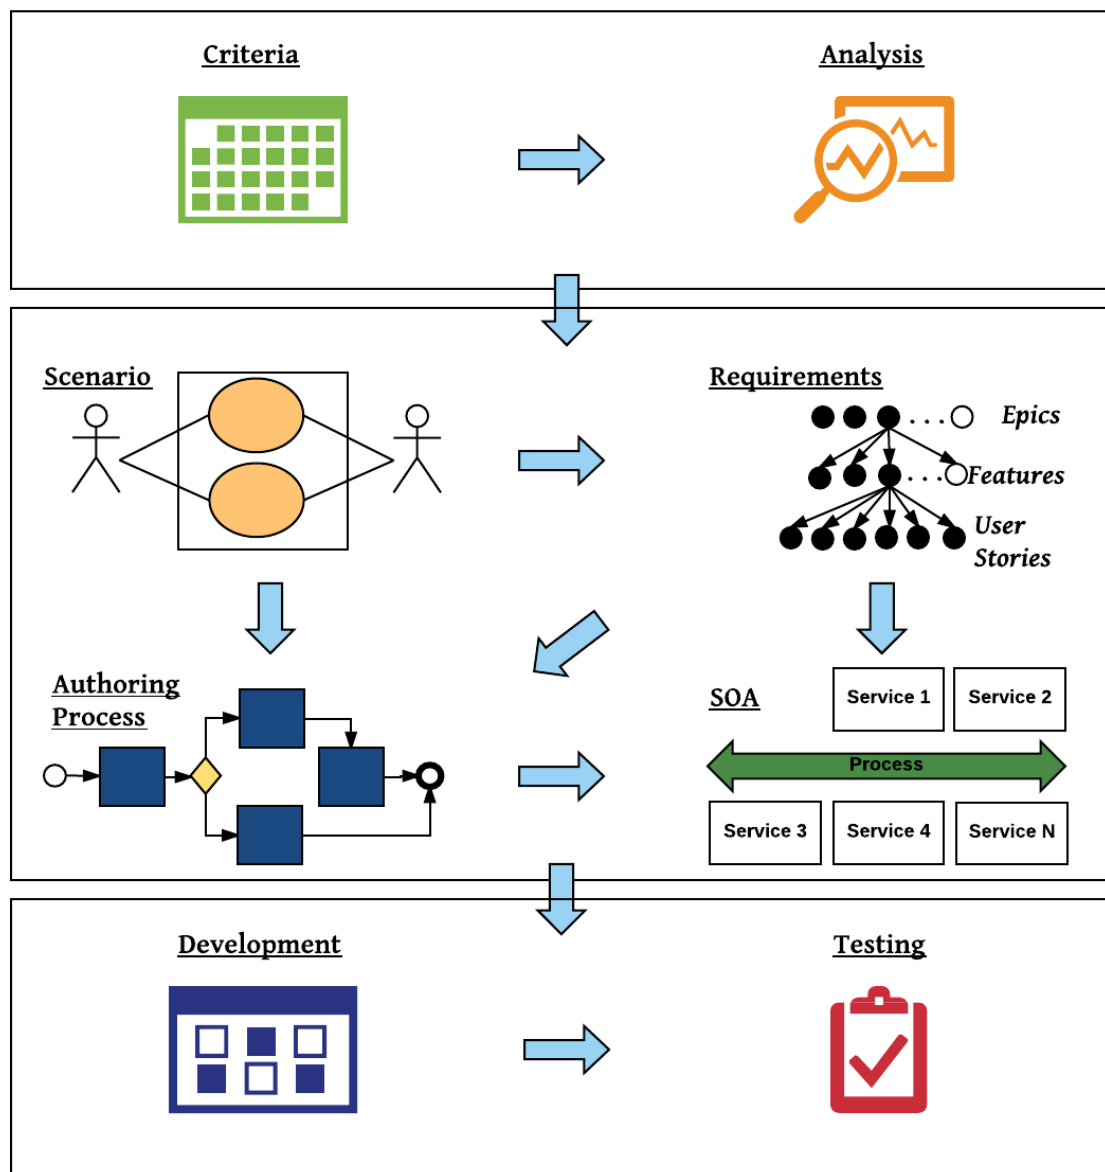 Criteria
Analysis
Scenario
Requirements
Epics
Features
User
Stories
Authoring
Process
SOA
Service 1
Service 2
Process
Service 3
Service 4
Service N
Development
Testing